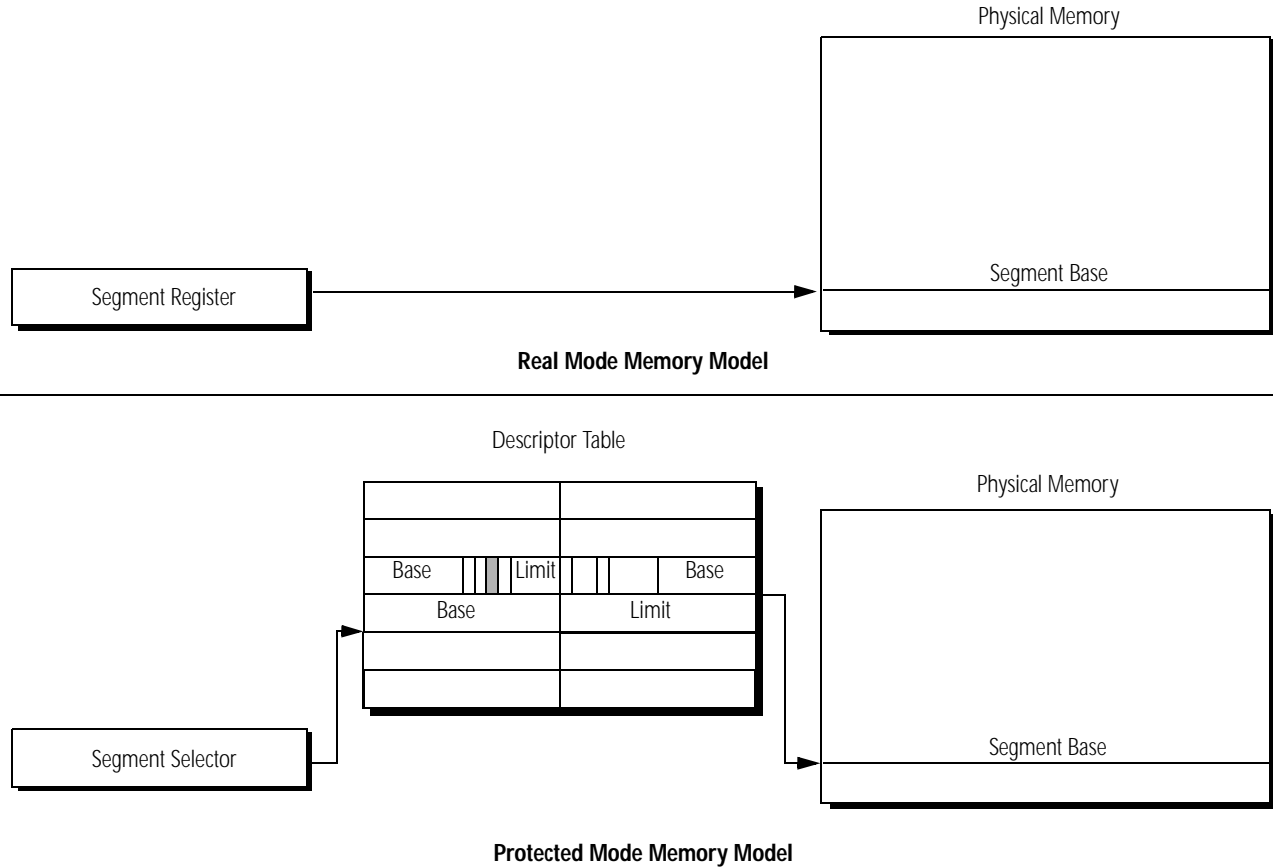 Physical Memory
Segment Base
Segment Register
Real Mode Memory Model
Descriptor Table
Physical Memory
Base Limit Base
Base Limit
Segment Base
Segment Selector
Protected Mode Memory Model